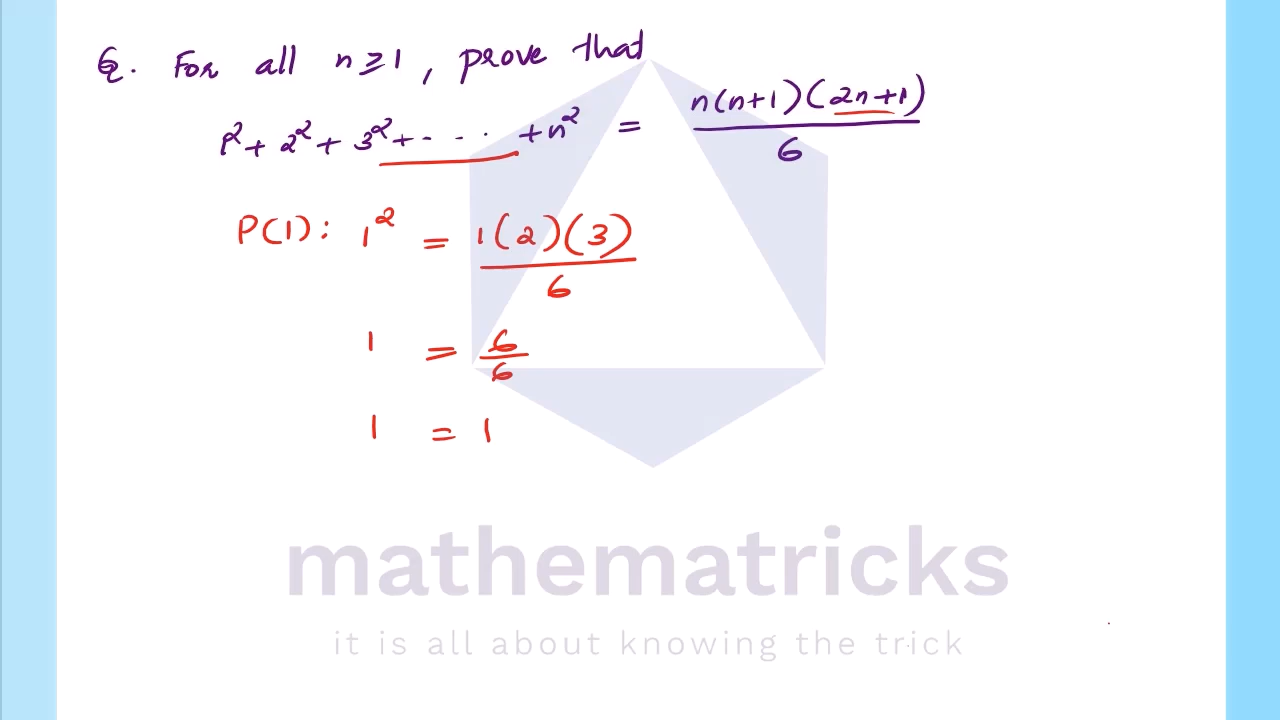 Q. For all n ≥ 1, prove that
1² + 2² + 3² + - - - . + n² = n(n+1)(2n+1) / 6
P(1): 1² = 1(2)(3) / 6
1 = 6/6
1 = 1
mathematricks
it is all about knowing the trick